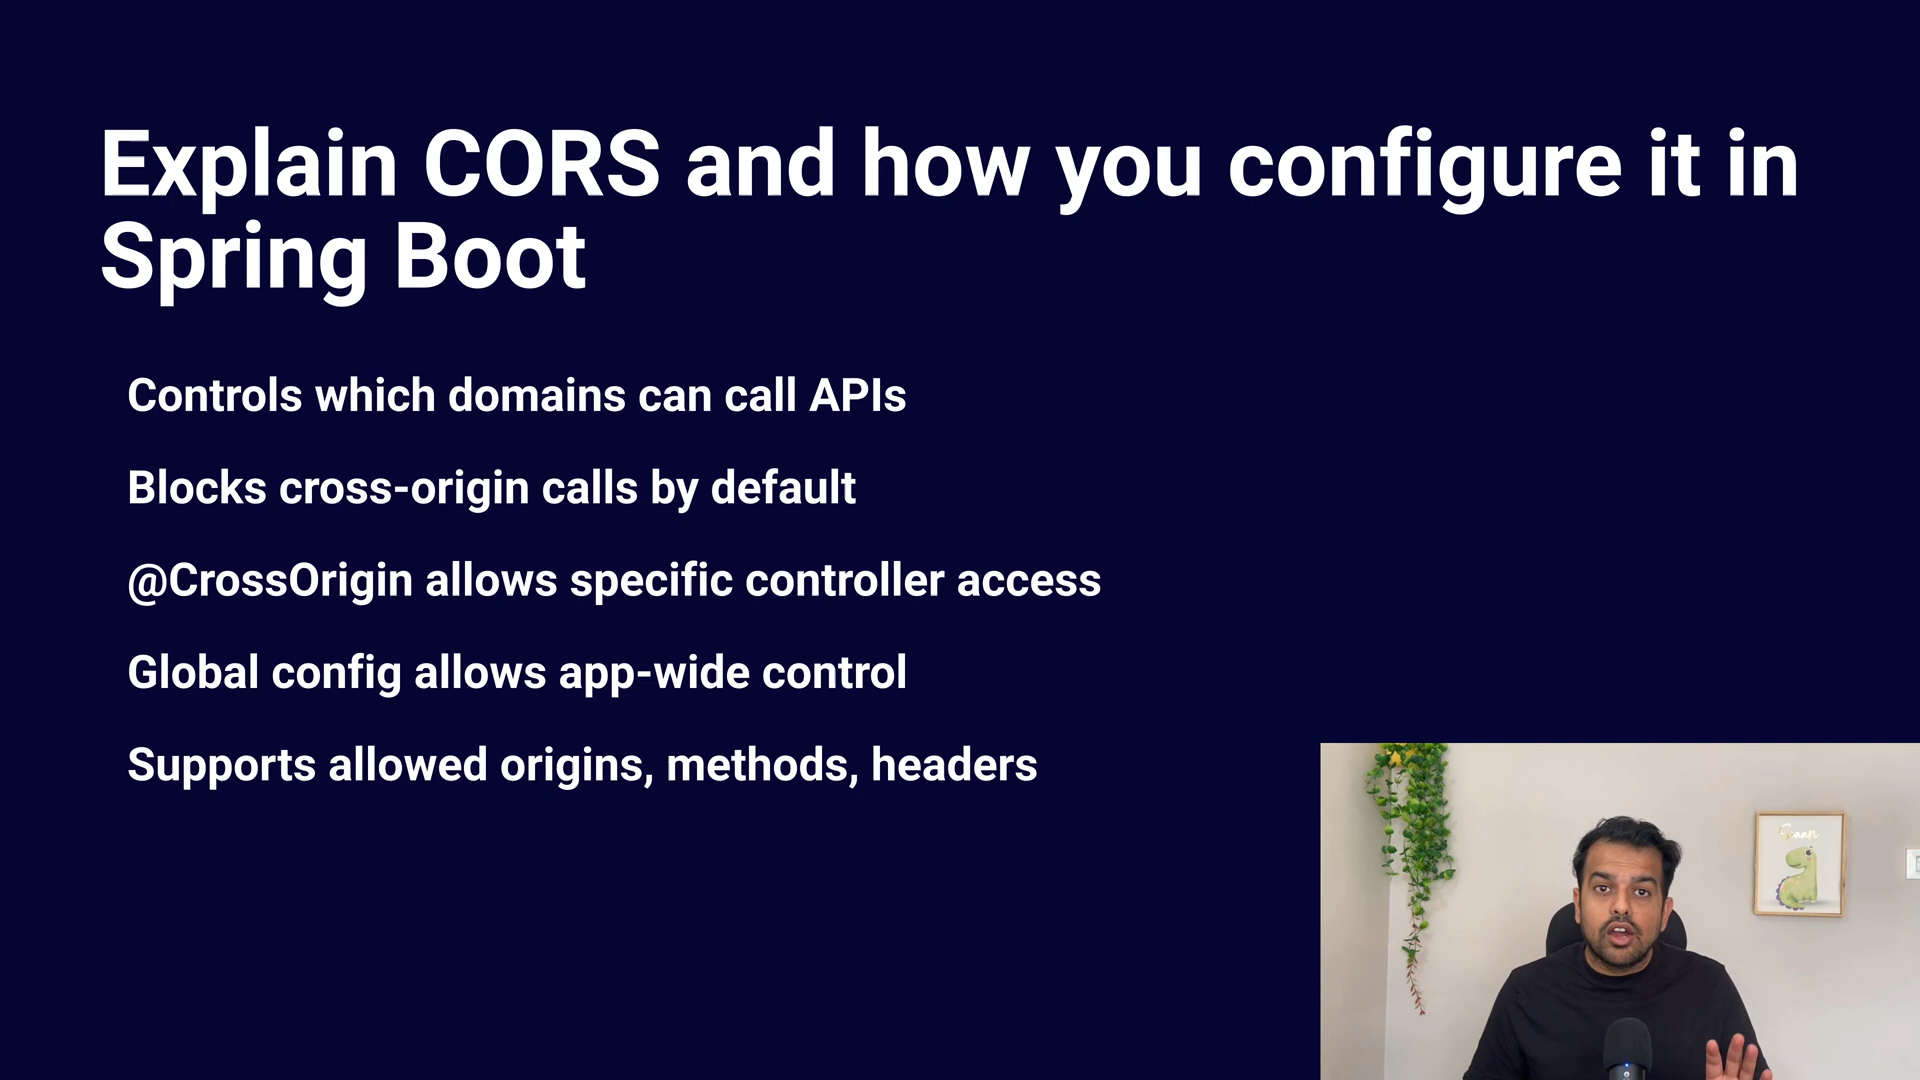 Explain CORS and how you configure it in
Spring Boot
Controls which domains can call APIs
Blocks cross-origin calls by default
@CrossOrigin allows specific controller access
Global config allows app-wide control
Supports allowed origins, methods, headers